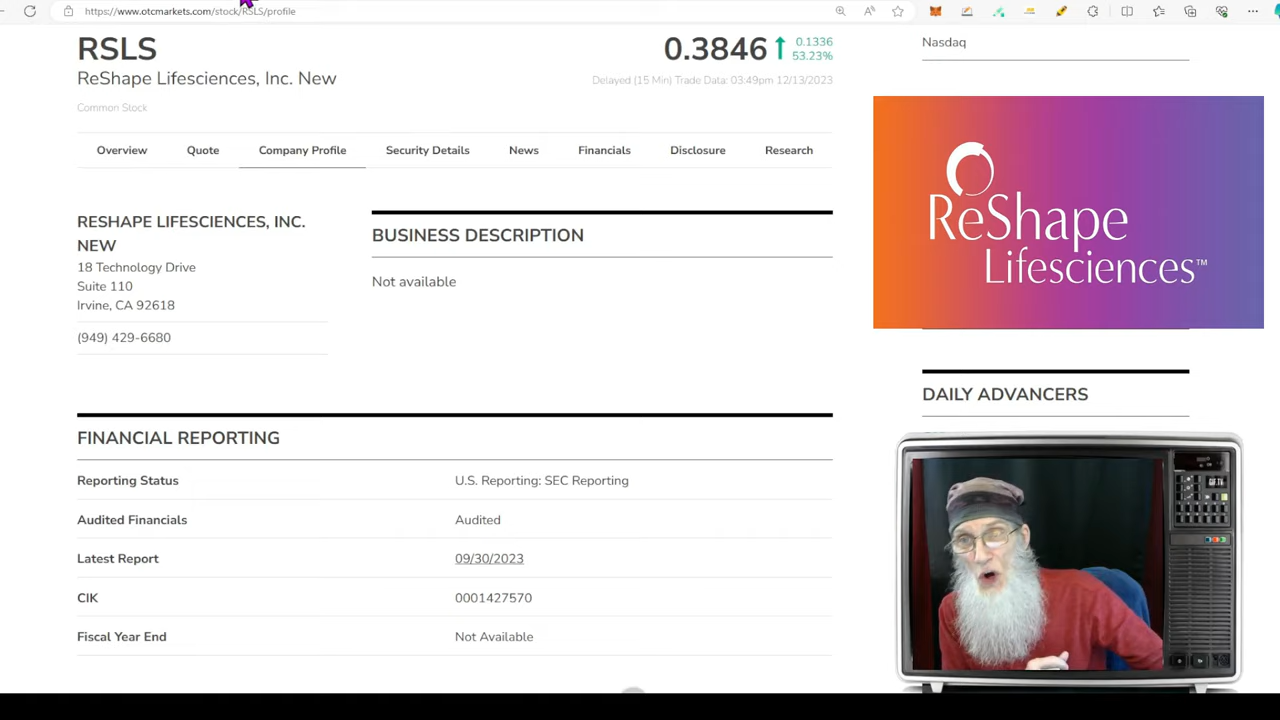 https://www.otcmarkets.com/stock/RSLS/profile
RSLS
ReShape Lifesciences, Inc. New
Common Stock
0.3846
0.1336
53.23%
Delayed (15 Min) Trade Data: 03:49pm 12/13/2023
Nasdaq
Overview
Quote
Company Profile
Security Details
News
Financials
Disclosure
Research
RESHAPE LIFESCIENCES, INC.
NEW
18 Technology Drive
Suite 110
Irvine, CA 92618
(949) 429-6680
BUSINESS DESCRIPTION
Not available
ReShape
Lifesciences™
FINANCIAL REPORTING
Reporting Status U.S. Reporting: SEC Reporting
Audited Financials Audited
Latest Report 09/30/2023
CIK 0001427570
Fiscal Year End Not Available
DAILY ADVANCERS